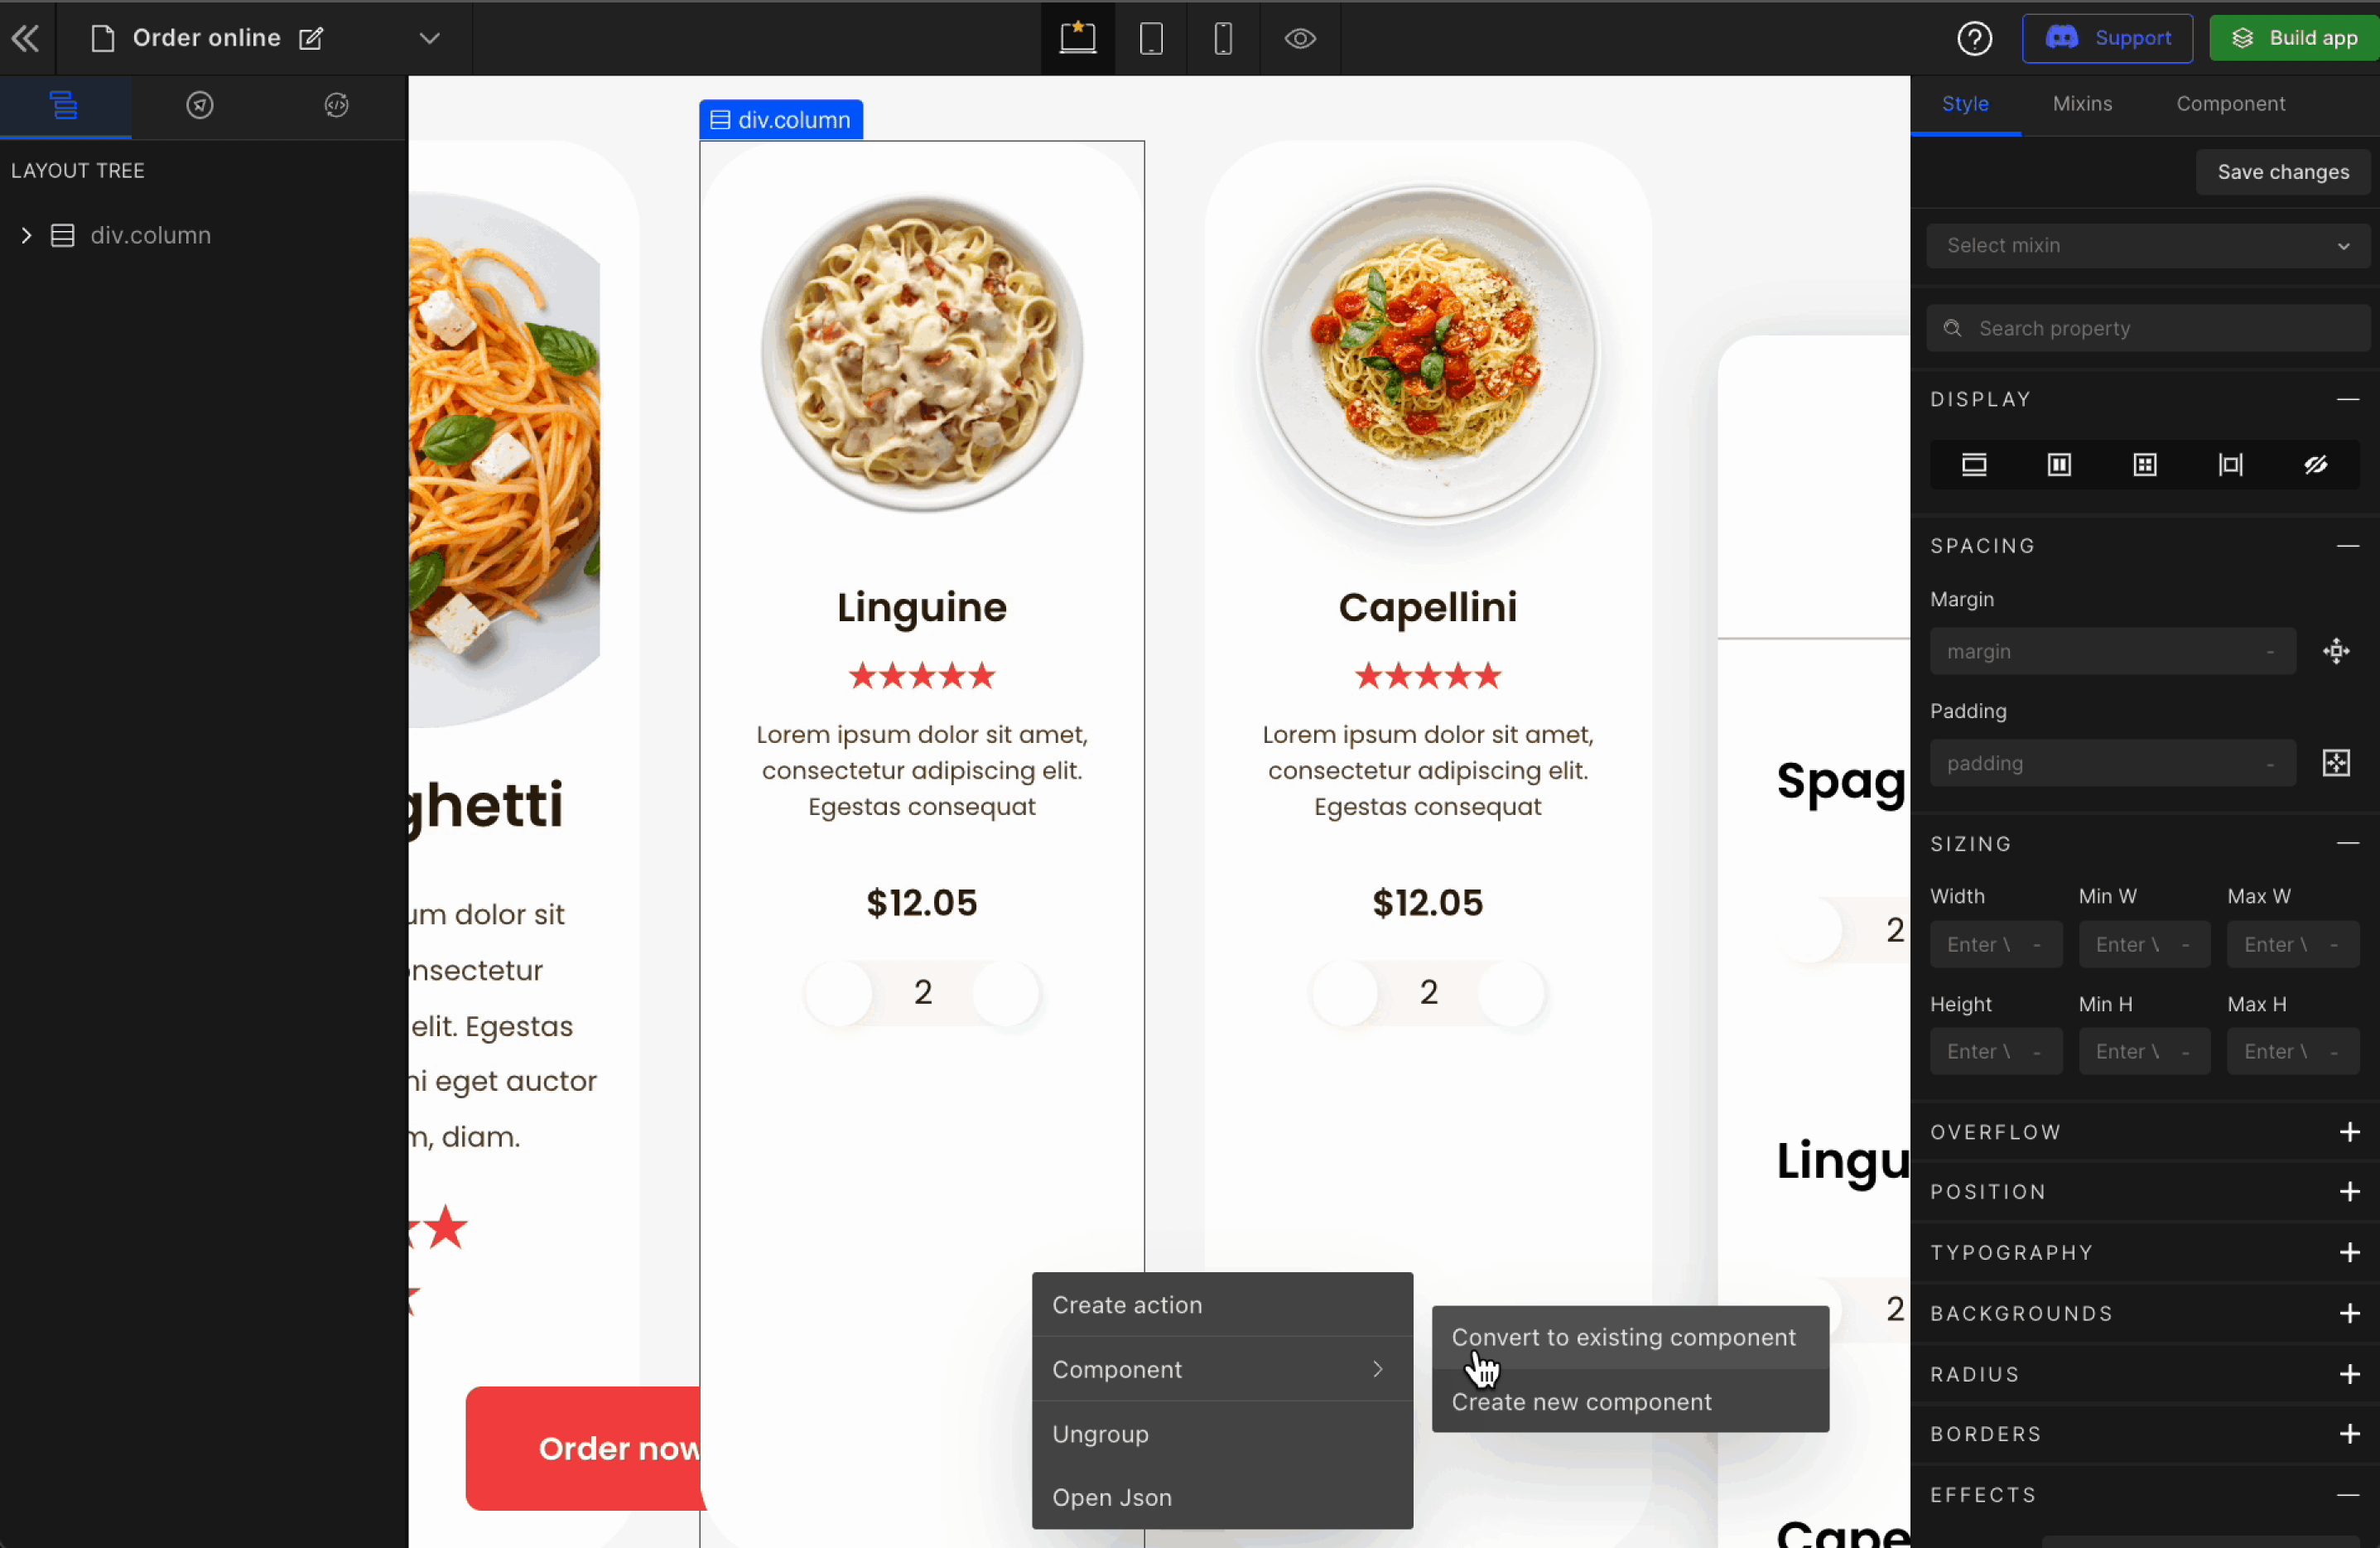 Order online
Support
Build app
LAYOUT TREE
div.column
div.column
Linguine
Lorem ipsum dolor sit amet,
consectetur adipiscing elit.
Egestas consequat
$12.05
2
Capellini
Lorem ipsum dolor sit amet,
consectetur adipiscing elit.
Egestas consequat
$12.05
2
ghetti
um dolor sit
onsectetur
elit. Egestas
ni eget auctor
m, diam.
Order now
Spag
2
Lingu
2
Cape
Create action
Component
Ungroup
Open Json
Convert to existing component
Create new component
Style Mixins Component
Save changes
Select mixin
Search property
DISPLAY
SPACING
Margin
margin -
Padding
padding -
SIZING
Width Min W Max W
Enter \ - Enter \ - Enter \ -
Height Min H Max H
Enter \ - Enter \ - Enter \ -
OVERFLOW
POSITION
TYPOGRAPHY
BACKGROUNDS
RADIUS
BORDERS
EFFECTS